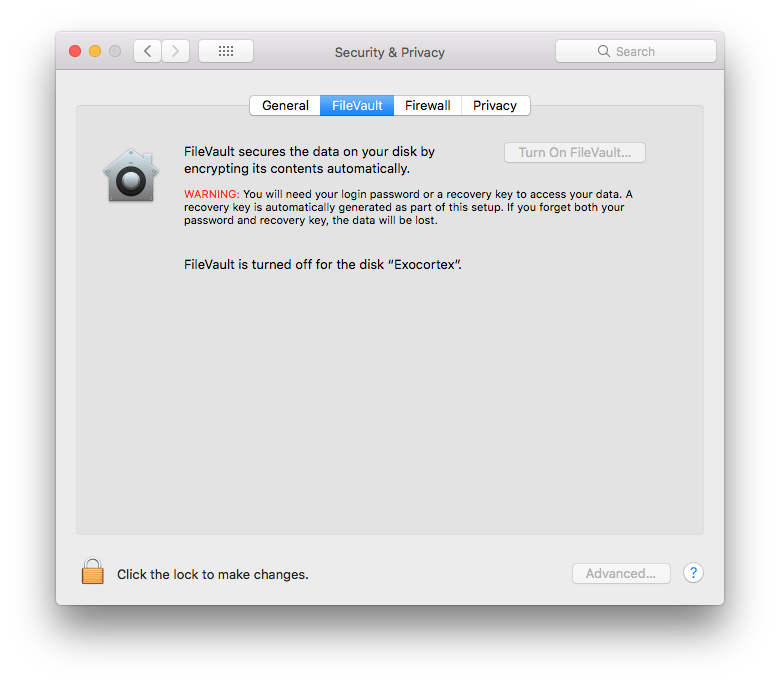 Security & Privacy
Search
General
FileVault
Firewall
Privacy
FileVault secures the data on your disk by
encrypting its contents automatically.
Turn On FileVault...
WARNING: You will need your login password or a recovery key to access your data. A
recovery key is automatically generated as part of this setup. If you forget both your
password and recovery key, the data will be lost.
FileVault is turned off for the disk “Exocortex”.
Click the lock to make changes.
Advanced...
?